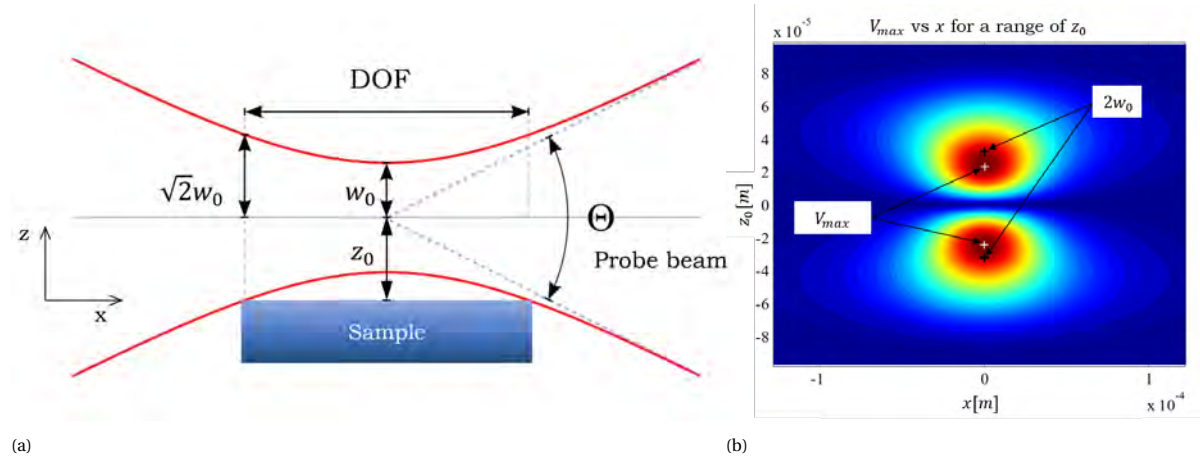 DOF
√2w₀
w₀
z₀
Θ
Probe beam
z
x
Sample
(a)
V_max vs x for a range of z₀
x 10⁻⁵
8
6
4
2
0
-2
-4
-6
-8
z₀[m]
2w₀
V_max
-1
0
1
x[m]
x 10⁻⁴
(b)